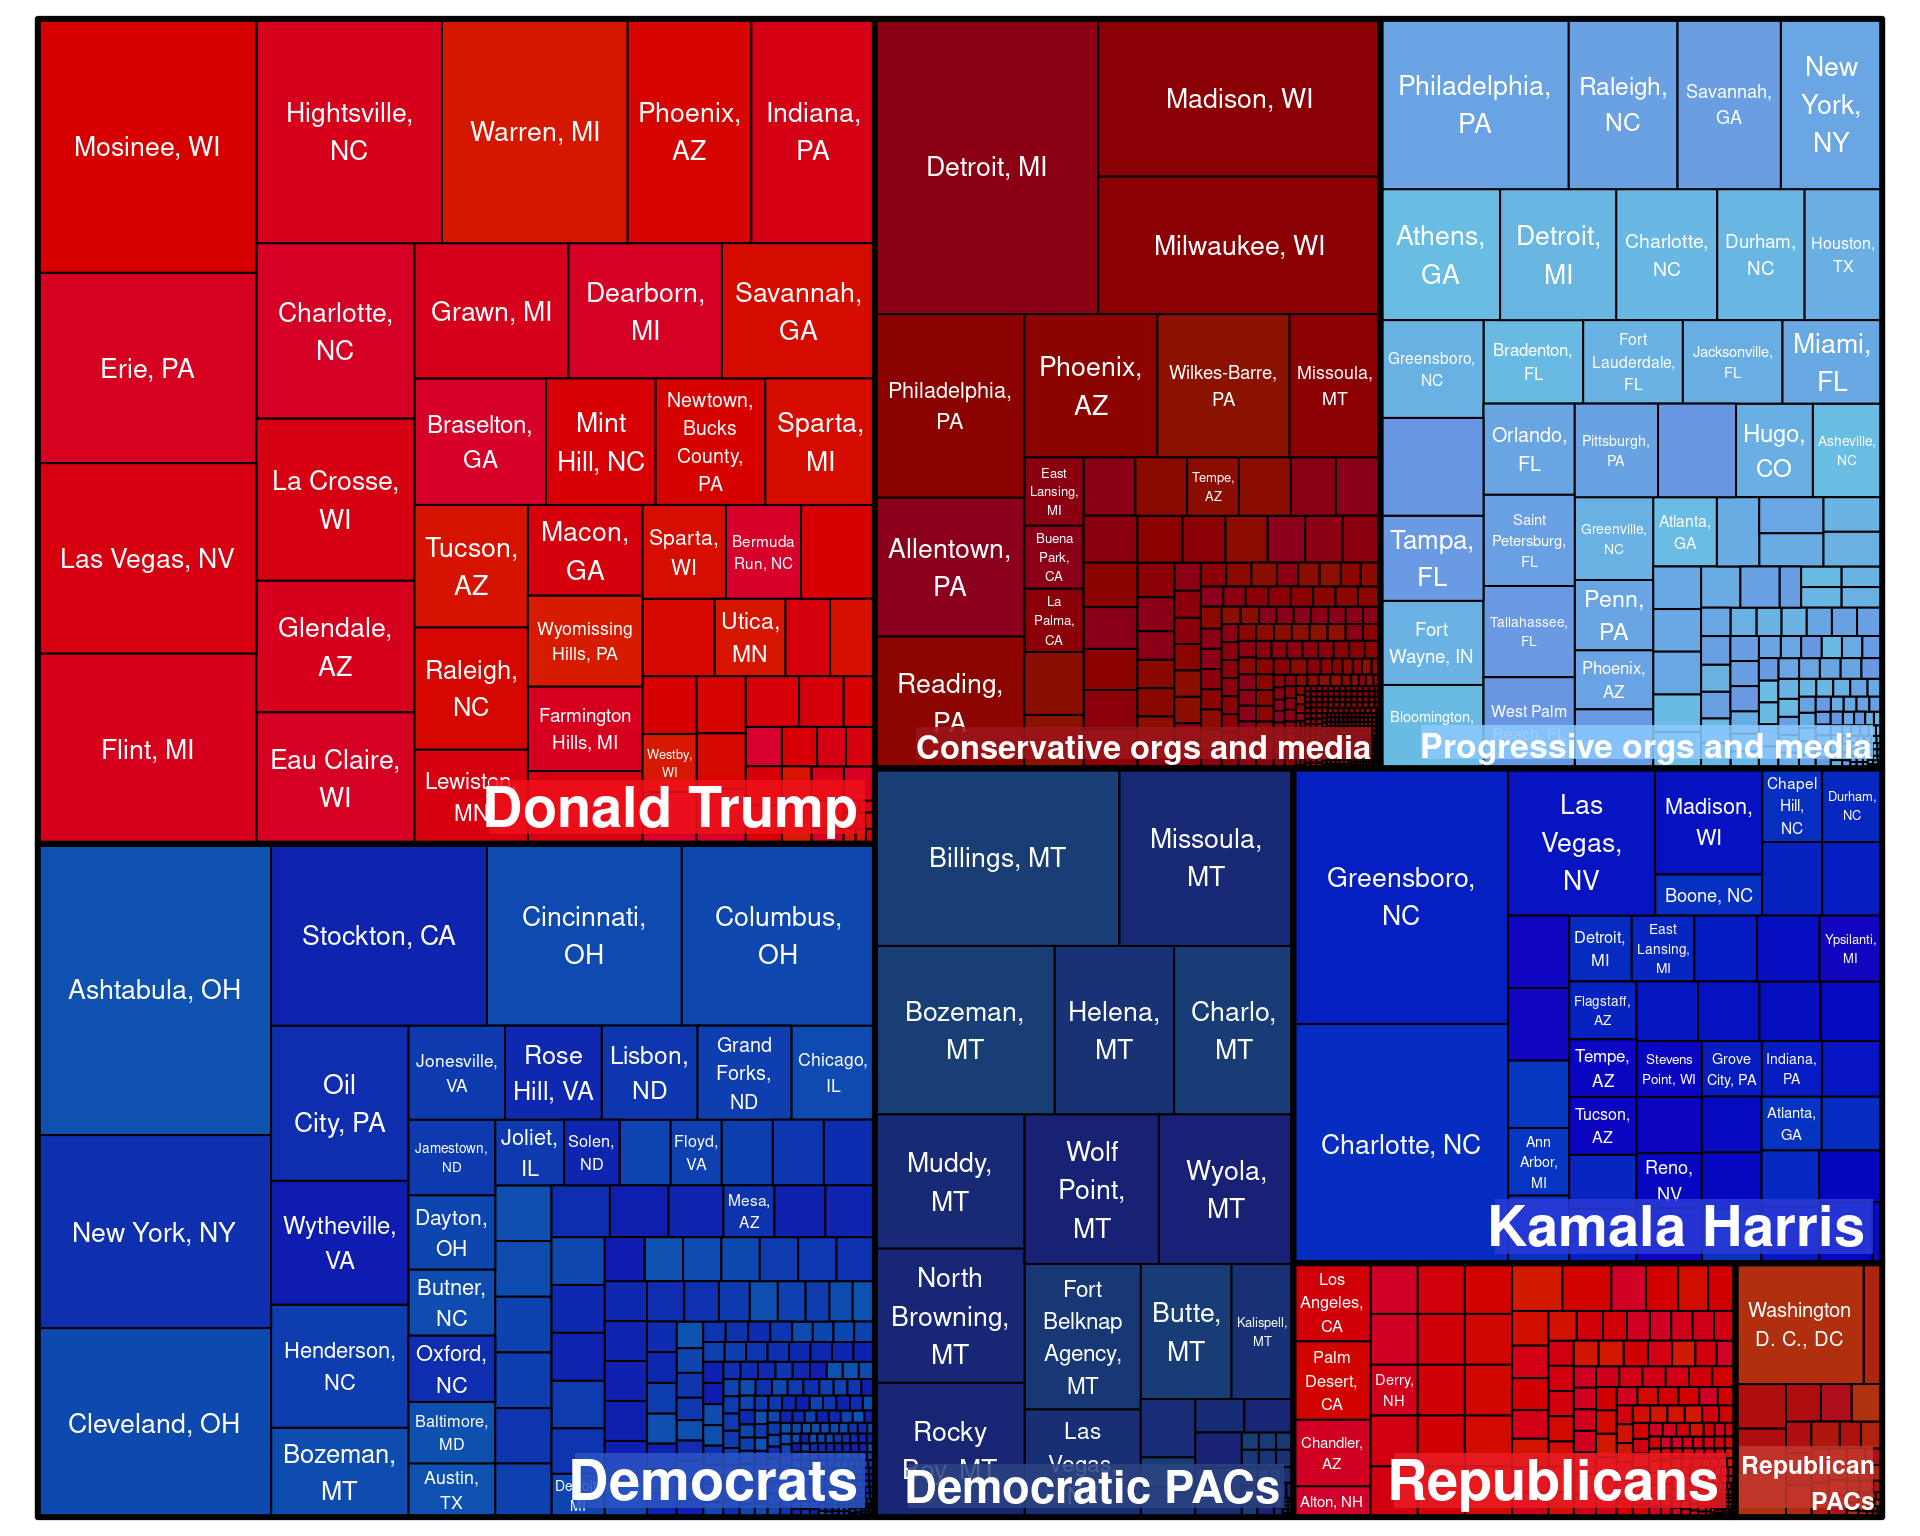 Mosinee, WI
Erie, PA
Las Vegas, NV
Flint, MI
Hightsville,
NC
Warren, MI
Phoenix,
AZ
Indiana,
PA
Charlotte,
NC
La Crosse,
WI
Glendale,
AZ
Eau Claire,
WI
Grawn, MI
Dearborn,
MI
Savannah,
GA
Braselton,
GA
Mint
Hill, NC
Newtown,
Bucks
County,
PA
Sparta,
MI
Tucson,
AZ
Raleigh,
NC
Lewiston,
MN
Macon,
GA
Wyomissing
Hills, PA
Farmington
Hills, MI
Sparta,
WI
Bermuda
Run, NC
Utica,
MN
Westby,
WI
Donald Trump
Detroit, MI
Madison, WI
Milwaukee, WI
Philadelphia,
PA
Allentown,
PA
Reading,
PA
Phoenix,
AZ
Wilkes-Barre,
PA
Missoula,
MT
East
Lansing,
MI
Buena
Park,
CA
La
Palma,
CA
Tempe,
AZ
Conservative orgs and media
Philadelphia,
PA
Raleigh,
NC
Savannah,
GA
New
York,
NY
Athens,
GA
Detroit,
MI
Charlotte,
NC
Durham,
NC
Houston,
TX
Greensboro,
NC
Tampa,
FL
Fort
Wayne, IN
Bloomington,
Bradenton,
FL
Fort
Lauderdale,
FL
Jacksonville,
FL
Miami,
FL
Orlando,
FL
Saint
Petersburg,
FL
Tallahassee,
FL
West Palm
Beach, FL
Pittsburgh,
PA
Hugo,
CO
Asheville,
NC
Greenville,
NC
Penn,
PA
Phoenix,
AZ
Atlanta,
GA
Progressive orgs and media
Ashtabula, OH
New York, NY
Cleveland, OH
Stockton, CA
Cincinnati,
OH
Columbus,
OH
Oil
City, PA
Wytheville,
VA
Henderson,
NC
Bozeman,
MT
Jonesville,
VA
Rose
Hill, VA
Lisbon,
ND
Grand
Forks,
ND
Chicago,
IL
Jamestown,
ND
Dayton,
OH
Butner,
NC
Oxford,
NC
Baltimore,
MD
Austin,
TX
Joliet,
IL
Solen,
ND
Floyd,
VA
Mesa,
AZ
MI
Democrats
Billings, MT
Missoula,
MT
Bozeman,
MT
Helena,
MT
Charlo,
MT
Muddy,
MT
North
Browning,
MT
Rocky
Boy, MT
Wolf
Point,
MT
Wyola,
MT
Fort
Belknap
Agency,
MT
Las
Vegas,
Butte,
MT
Kalispell,
MT
Democratic PACs
Greensboro,
NC
Charlotte, NC
Las
Vegas,
NV
Madison,
WI
Boone, NC
Chapel
Hill,
NC
Durham,
NC
Detroit,
MI
East
Lansing,
MI
Ypsilanti,
MI
Flagstaff,
AZ
Tempe,
AZ
Tucson,
AZ
Stevens
Point, WI
Grove
City, PA
Indiana,
PA
Atlanta,
GA
Ann
Arbor,
MI
Reno,
NV
Kamala Harris
Los
Angeles,
CA
Palm
Desert,
CA
Chandler,
AZ
Alton, NH
Derry,
NH
Republicans
Washington
D. C., DC
Republican
PACs